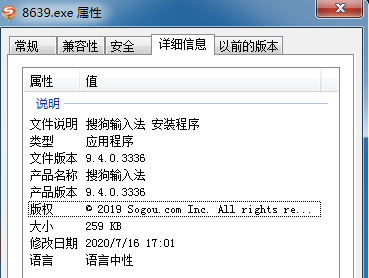 8639.exe 属性
常规 兼容性 安全 详细信息 以前的版本
属性 值
说明
文件说明 搜狗输入法 安装程序
类型 应用程序
文件版本 9.4.0.3336
产品名称 搜狗输入法
产品版本 9.4.0.3336
版权 © 2019 Sogou.com Inc. All rights re...
大小 259 KB
修改日期 2020/7/16 17:01
语言 语言中性